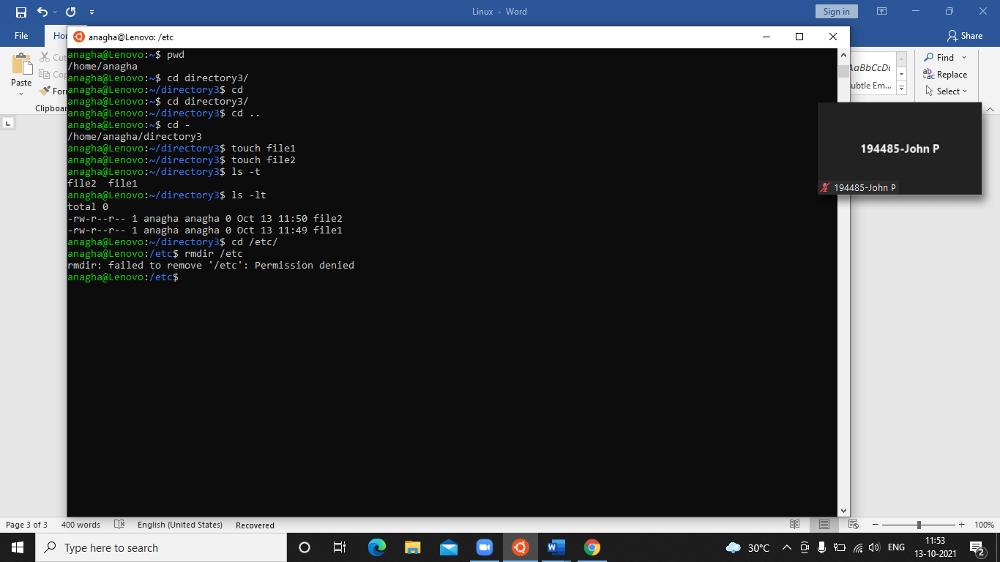 Linux - Word
Sign in
File
Hor
Share
anagha@Lenovo: /etc
Paste
Cut
Cop
For
Clipboar
anagha@Lenovo:~$ pwd
/home/anagha
anagha@Lenovo:~$ cd directory3/
anagha@Lenovo:~/directory3$ cd
anagha@Lenovo:~$ cd directory3/
anagha@Lenovo:~/directory3$ cd ..
anagha@Lenovo:~$ cd -
/home/anagha/directory3
anagha@Lenovo:~/directory3$ touch file1
anagha@Lenovo:~/directory3$ touch file2
anagha@Lenovo:~/directory3$ ls -t
file2  file1
anagha@Lenovo:~/directory3$ ls -lt
total 0
-rw-r--r-- 1 anagha anagha 0 Oct 13 11:50 file2
-rw-r--r-- 1 anagha anagha 0 Oct 13 11:49 file1
anagha@Lenovo:~/directory3$ cd /etc/
anagha@Lenovo:/etc$ rmdir /etc
rmdir: failed to remove '/etc': Permission denied
anagha@Lenovo:/etc$
AaBbCcDc
ubtle Em...
Find
Replace
Select
194485-John P
194485-John P
Page 3 of 3 400 words English (United States) Recovered 100%
Type here to search
30°C ENG 11:53
13-10-2021
2